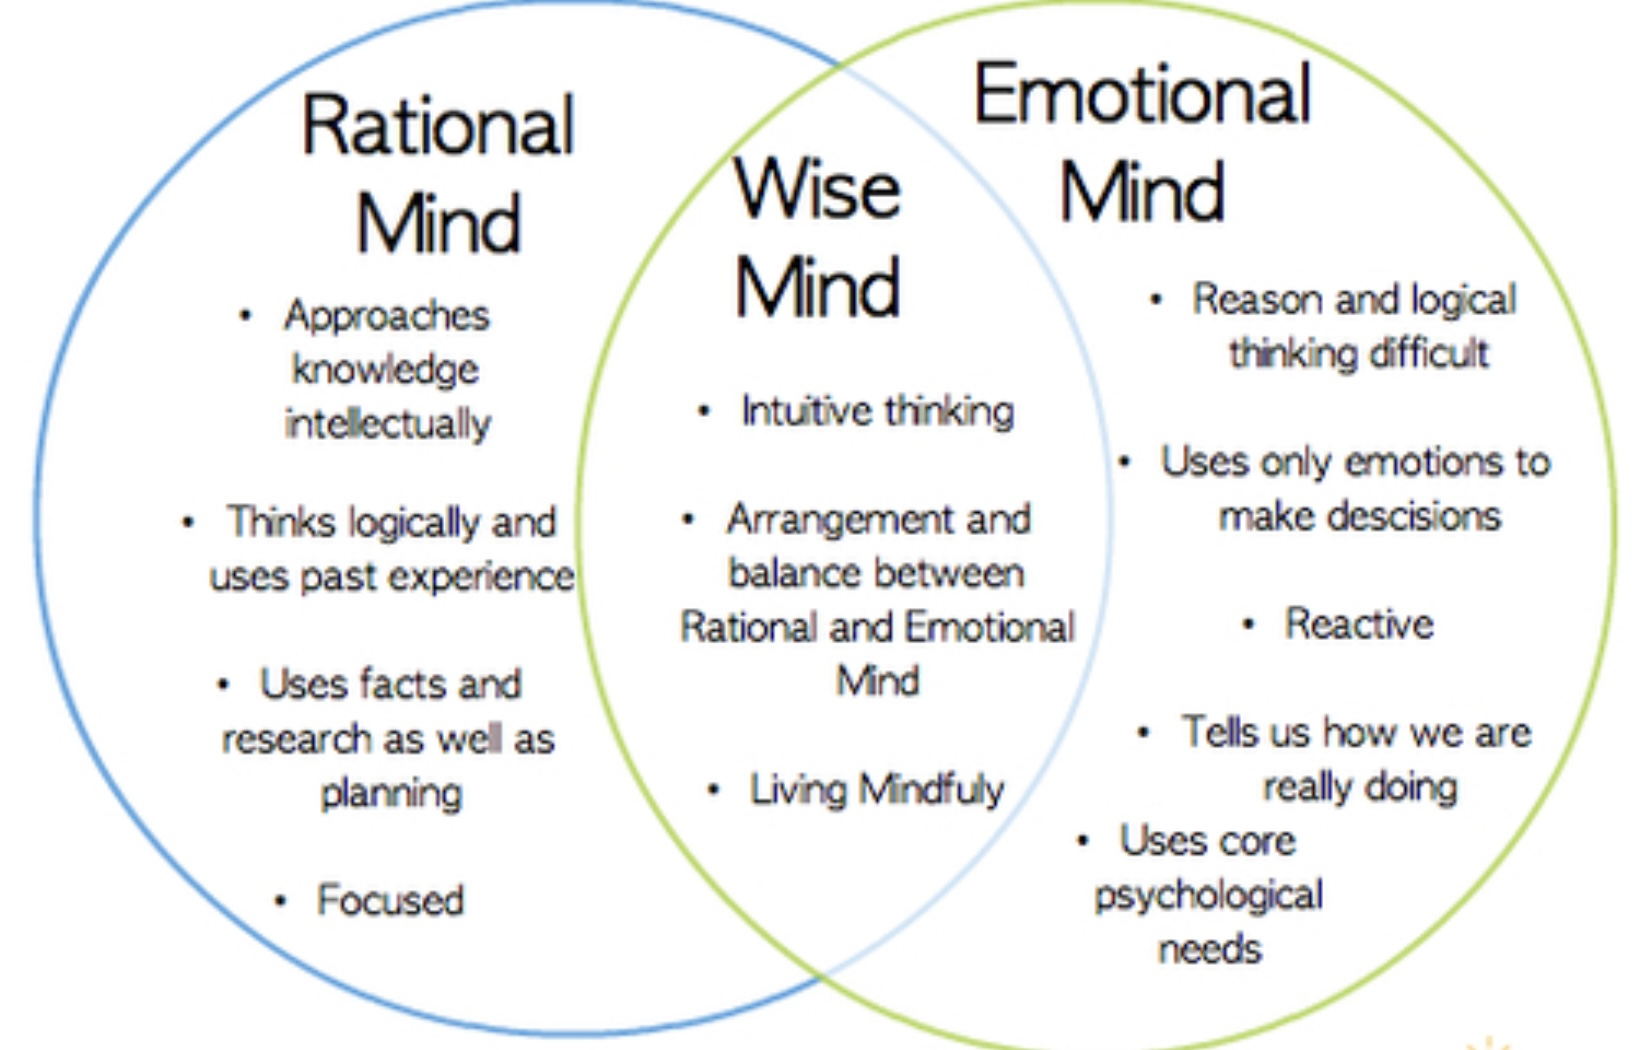 Rational
Mind
• Approaches
knowledge
intellectually
• Thinks logically and
uses past experience
• Uses facts and
research as well as
planning
• Focused
Wise
Mind
• Intuitive thinking
• Arrangement and
balance between
Rational and Emotional
Mind
• Living Mindfuly
Emotional
Mind
• Reason and logical
thinking difficult
• Uses only emotions to
make descisions
• Reactive
• Tells us how we are
really doing
• Uses core
psychological
needs